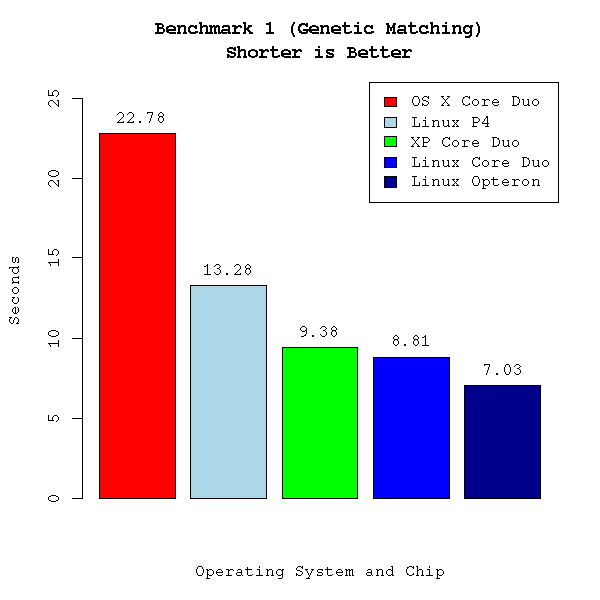 Benchmark 1 (Genetic Matching)
Shorter is Better
OS X Core Duo
Linux P4
XP Core Duo
Linux Core Duo
Linux Opteron
25
20
15
10
5
0
Seconds
22.78
13.28
9.38
8.81
7.03
Operating System and Chip